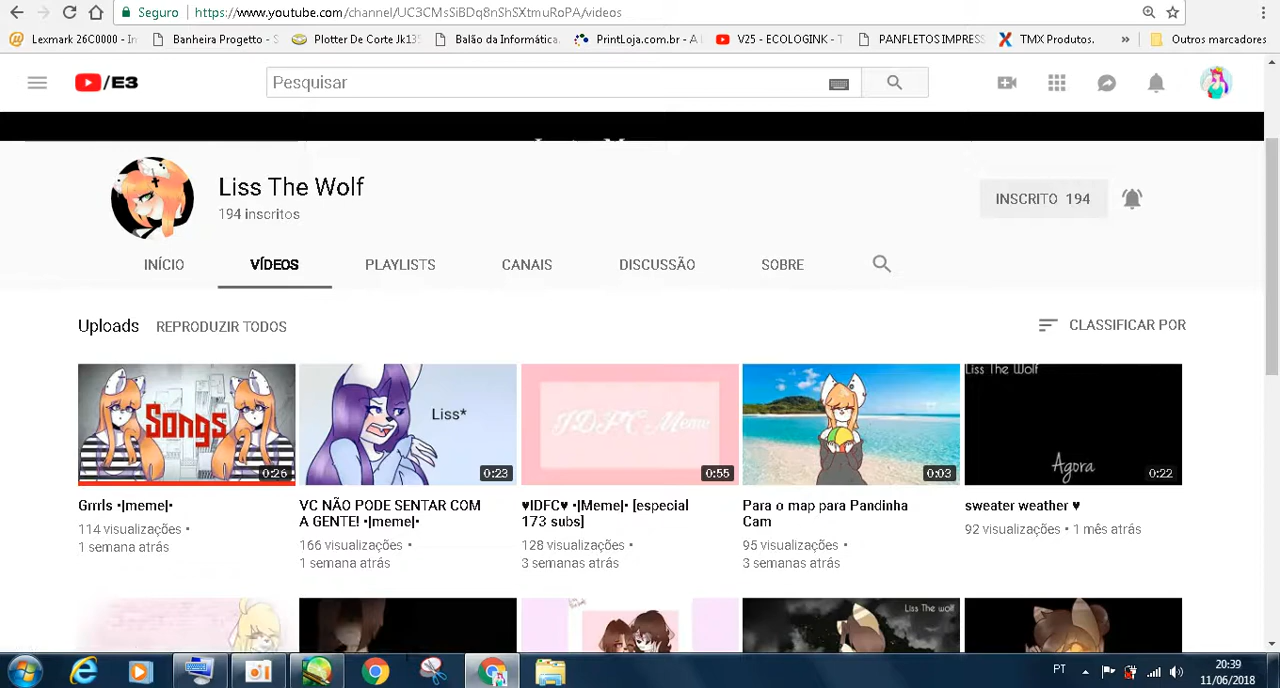 Seguro | https://www.youtube.com/channel/UC3CMsSiBDq8nShSXtmuRoPA/videos
Lexmark 26C0000 - In Banheira Progetto - S Plotter De Corte Jk135 Balão da Informática. PrintLoja.com.br - A L V25 - ECOLOGINK - T PANFLETOS IMPRESS TMX Produtos. » Outros marcadores
/E3 Pesquisar
Liss The Wolf
194 inscritos
INSCRITO 194
INÍCIO VÍDEOS PLAYLISTS CANAIS DISCUSSÃO SOBRE
Uploads REPRODUZIR TODOS CLASSIFICAR POR
Songs
0:26
Liss*
0:23
IDFC Meme
0:55
0:03
Liss The Wolf
Agora
0:22
Grrrls •|meme|•
114 visualizações •
1 semana atrás
VC NÃO PODE SENTAR COM
A GENTE! •|meme|•
166 visualizações •
1 semana atrás
♥IDFC♥ •|Meme|• [especial
173 subs]
128 visualizações •
3 semanas atrás
Para o map para Pandinha
Cam
95 visualizações •
3 semanas atrás
sweater weather ♥
92 visualizações • 1 mês atrás
Liss The wolf
PT
20:39
11/06/2018